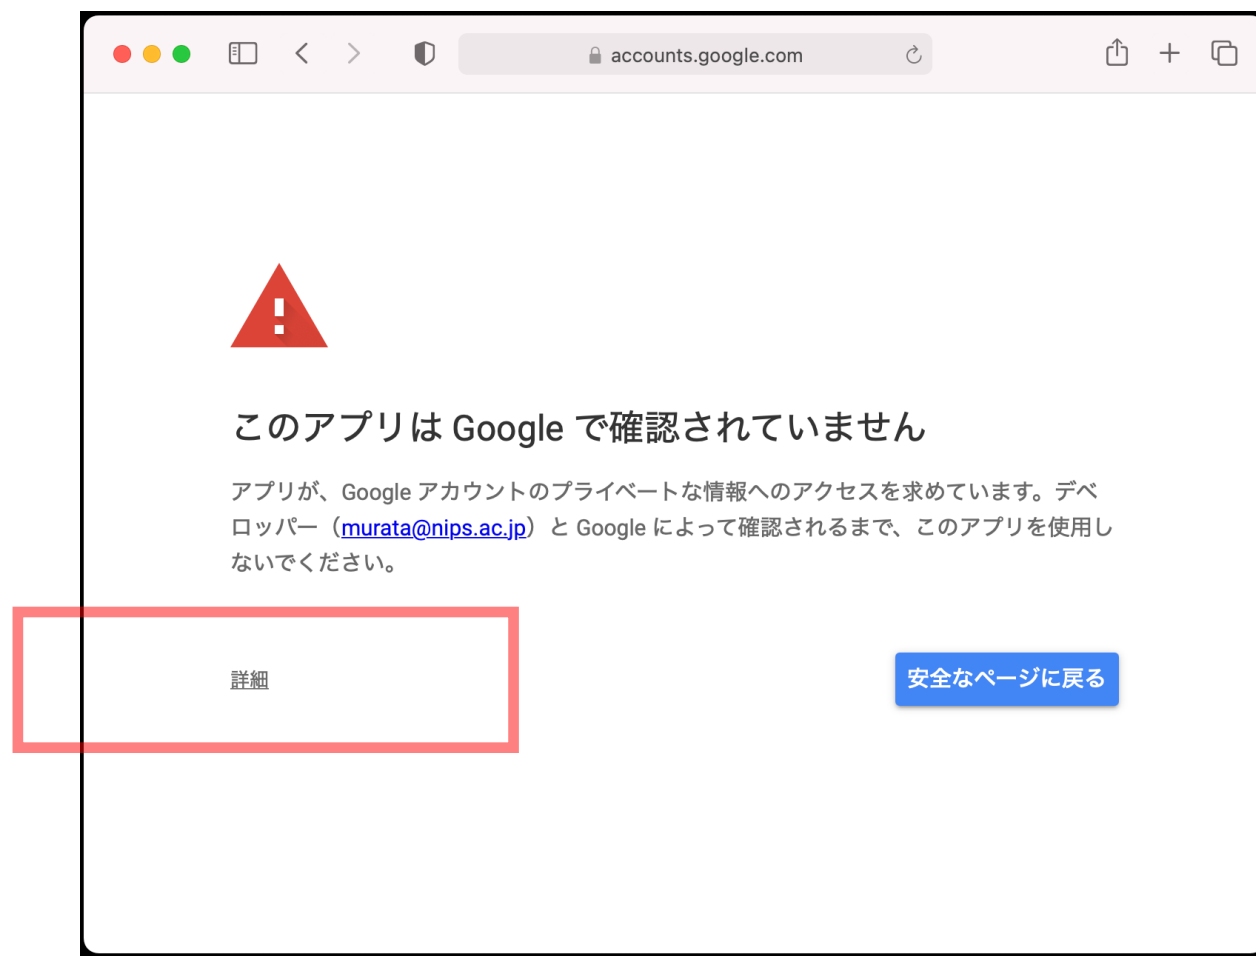 accounts.google.com
このアプリは Google で確認されていません
アプリが、Google アカウントのプライベートな情報へのアクセスを求めています。デベ
ロッパー（murata@nips.ac.jp）と Google によって確認されるまで、このアプリを使用し
ないでください。
詳細
安全なページに戻る